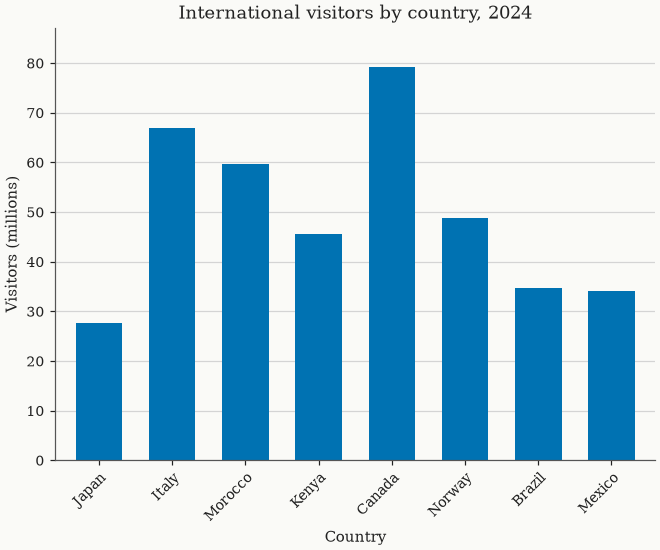 International visitors by country, 2024
Visitors (millions)
80
70
60
50
40
30
20
10
0
Japan
Italy
Morocco
Kenya
Canada
Norway
Brazil
Mexico
Country